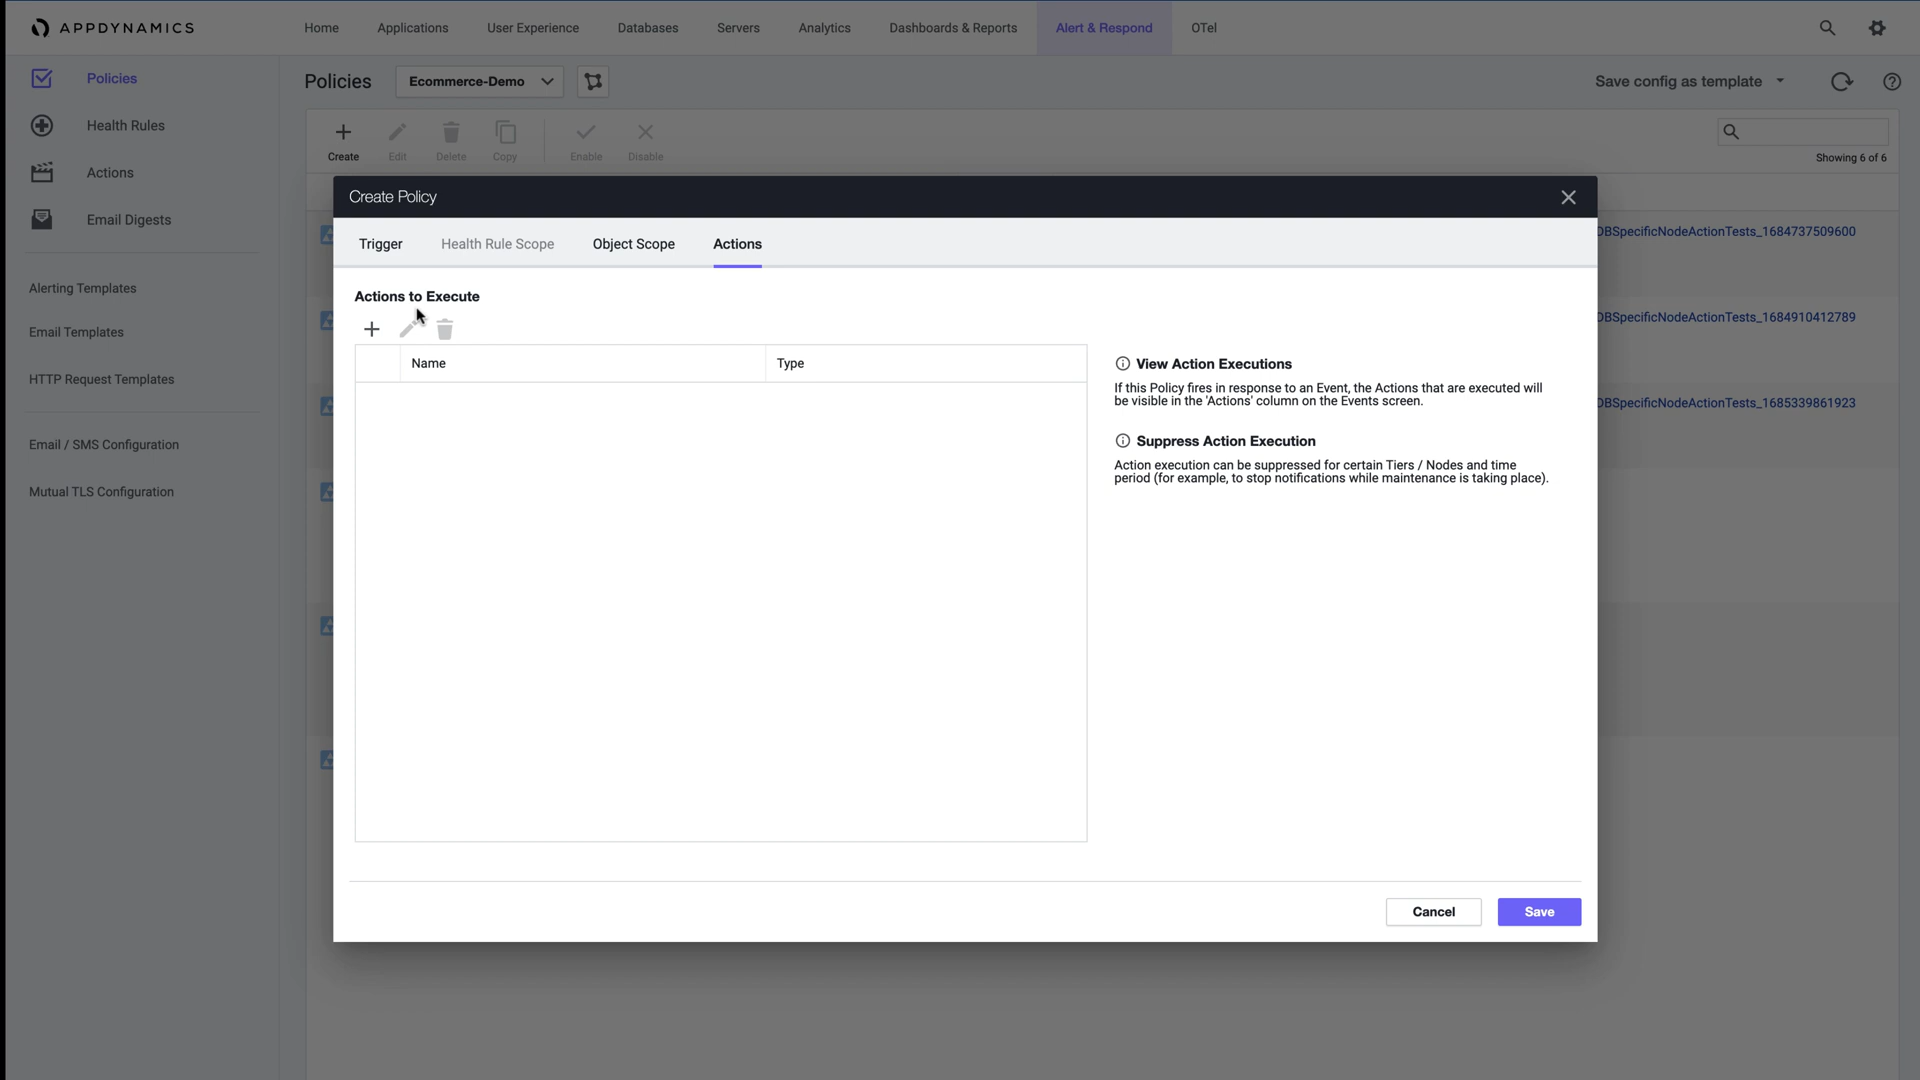 APPDYNAMICS
Home
Applications
User Experience
Databases
Servers
Analytics
Dashboards & Reports
Alert & Respond
OTel
Policies
Health Rules
Actions
Email Digests
Alerting Templates
Email Templates
HTTP Request Templates
Email / SMS Configuration
Mutual TLS Configuration
Policies
Ecommerce-Demo
Save config as template
Create
Edit
Delete
Copy
Enable
Disable
Showing 6 of 6
Create Policy
Trigger
Health Rule Scope
Object Scope
Actions
Actions to Execute
Name
Type
View Action Executions
If this Policy fires in response to an Event, the Actions that are executed will
be visible in the 'Actions' column on the Events screen.
Suppress Action Execution
Action execution can be suppressed for certain Tiers / Nodes and time
period (for example, to stop notifications while maintenance is taking place).
Cancel
Save
DBSpecificNodeActionTests_1684737509600
DBSpecificNodeActionTests_1684910412789
DBSpecificNodeActionTests_1685339861923